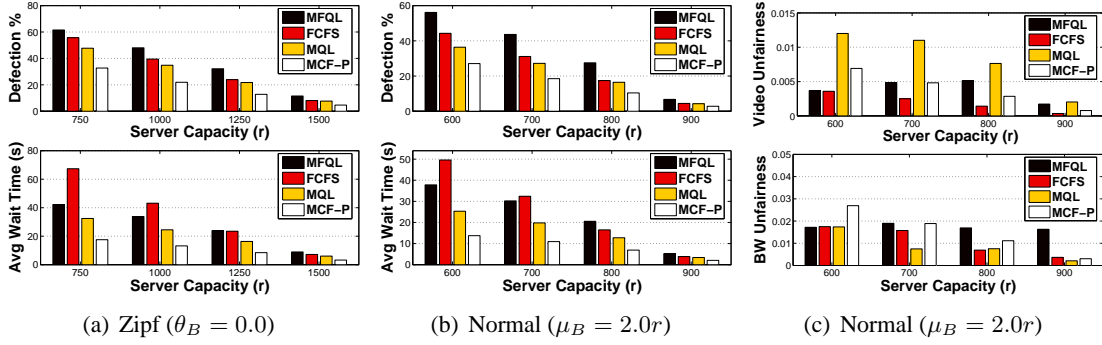 Defection %
80
60
40
20
0
750 1000 1250 1500
Server Capacity (r)
MFQL
FCFS
MQL
MCF−P
Avg Wait Time (s)
80
60
40
20
0
750 1000 1250 1500
Server Capacity (r)
MFQL
FCFS
MQL
MCF−P
(a) Zipf (θ_B = 0.0)
Defection %
60
40
20
0
600 700 800 900
Server Capacity (r)
MFQL
FCFS
MQL
MCF−P
Avg Wait Time (s)
50
40
30
20
10
0
600 700 800 900
Server Capacity (r)
MFQL
FCFS
MQL
MCF−P
(b) Normal (μ_B = 2.0r)
Video Unfairness
0.015
0.01
0.005
0
600 700 800 900
Server Capacity (r)
MFQL
FCFS
MQL
MCF−P
BW Unfairness
0.05
0.04
0.03
0.02
0.01
0
600 700 800 900
Server Capacity (r)
MFQL
FCFS
MQL
MCF−P
(c) Normal (μ_B = 2.0r)